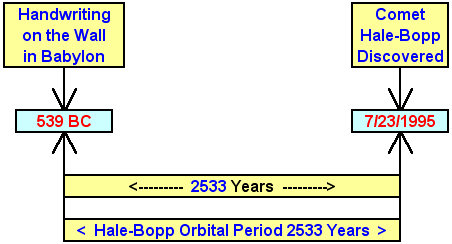 Handwriting
on the Wall
in Babylon
Comet
Hale-Bopp
Discovered
539 BC
7/23/1995
<--------- 2533 Years --------->
< Hale-Bopp Orbital Period 2533 Years >